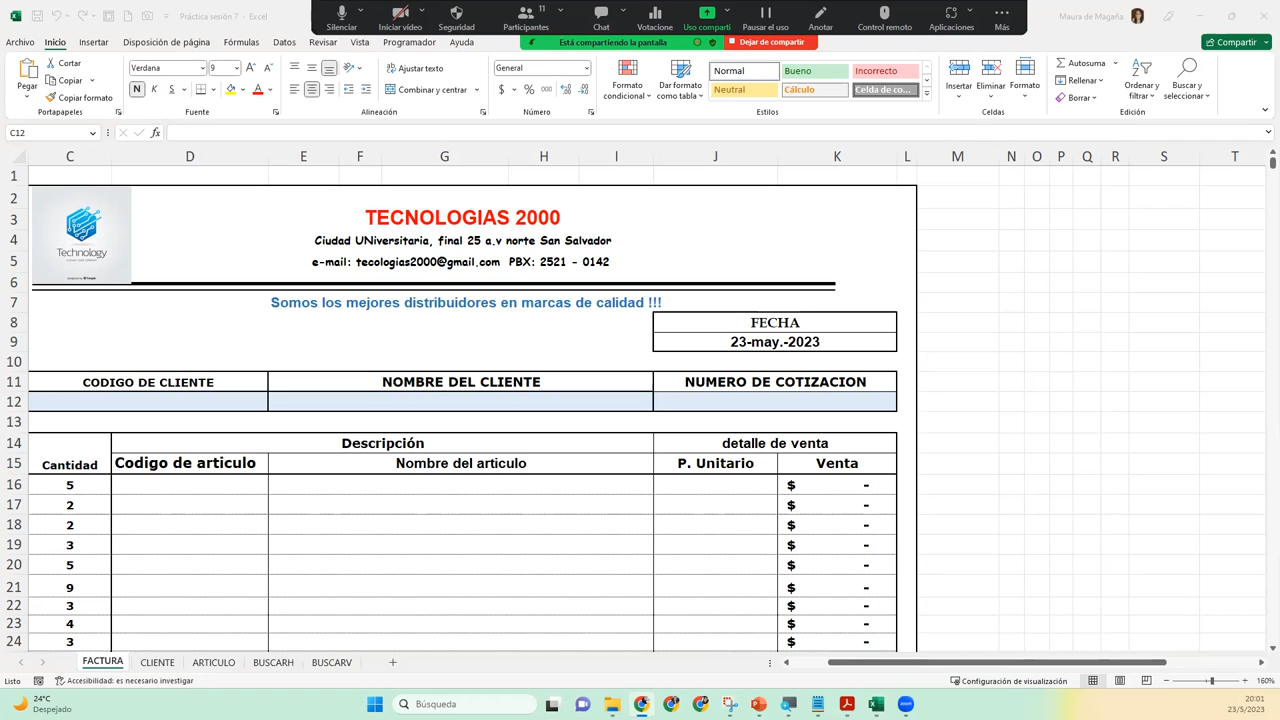 Práctica sesión 7 - Excel
Maura de Magaña
Silenciar
Iniciar video
Seguridad
Participantes
11
Chat
Votacione
Uso comparti
Pausar el uso
Anotar
Control remoto
Aplicaciones
Más
Está compartiendo la pantalla
Dejar de compartir
Inicio
Insertar
Disposición de página
Fórmulas
Datos
Revisar
Vista
Programador
Ayuda
Compartir
Pegar
Cortar
Copiar
Copiar formato
Portapapeles
Verdana
9
N
K
S
Fuente
Ajustar texto
Combinar y centrar
Alineación
General
$ % 000
Número
Formato condicional
Dar formato como tabla
Normal
Bueno
Incorrecto
Neutral
Cálculo
Celda de co...
Estilos
Insertar
Eliminar
Formato
Celdas
Autosuma
Rellenar
Borrar
Ordenar y filtrar
Buscar y seleccionar
Edición
C12
fx
C D E F G H I J K L M N O P Q R S T
1
2
3
4
5
6
7
8
9
10
11
12
13
14
15
16
17
18
19
20
21
22
23
24
Technology
TECNOLOGIAS 2000
Ciudad UNiversitaria, final 25 a.v norte San Salvador
e-mail: tecologias2000@gmail.com PBX: 2521 - 0142
Somos los mejores distribuidores en marcas de calidad !!!
FECHA
23-may.-2023
CODIGO DE CLIENTE NOMBRE DEL CLIENTE NUMERO DE COTIZACION
Descripción detalle de venta
Cantidad Codigo de articulo Nombre del articulo P. Unitario Venta
5 $ -
2 $ -
2 $ -
3 $ -
5 $ -
9 $ -
3 $ -
4 $ -
3 $ -
FACTURA
CLIENTE
ARTICULO
BUSCARH
BUSCARV
Listo
Accesibilidad: es necesario investigar
Configuración de visualización
160%
24°C
Despejado
Búsqueda
zoom
20:01
23/5/2023